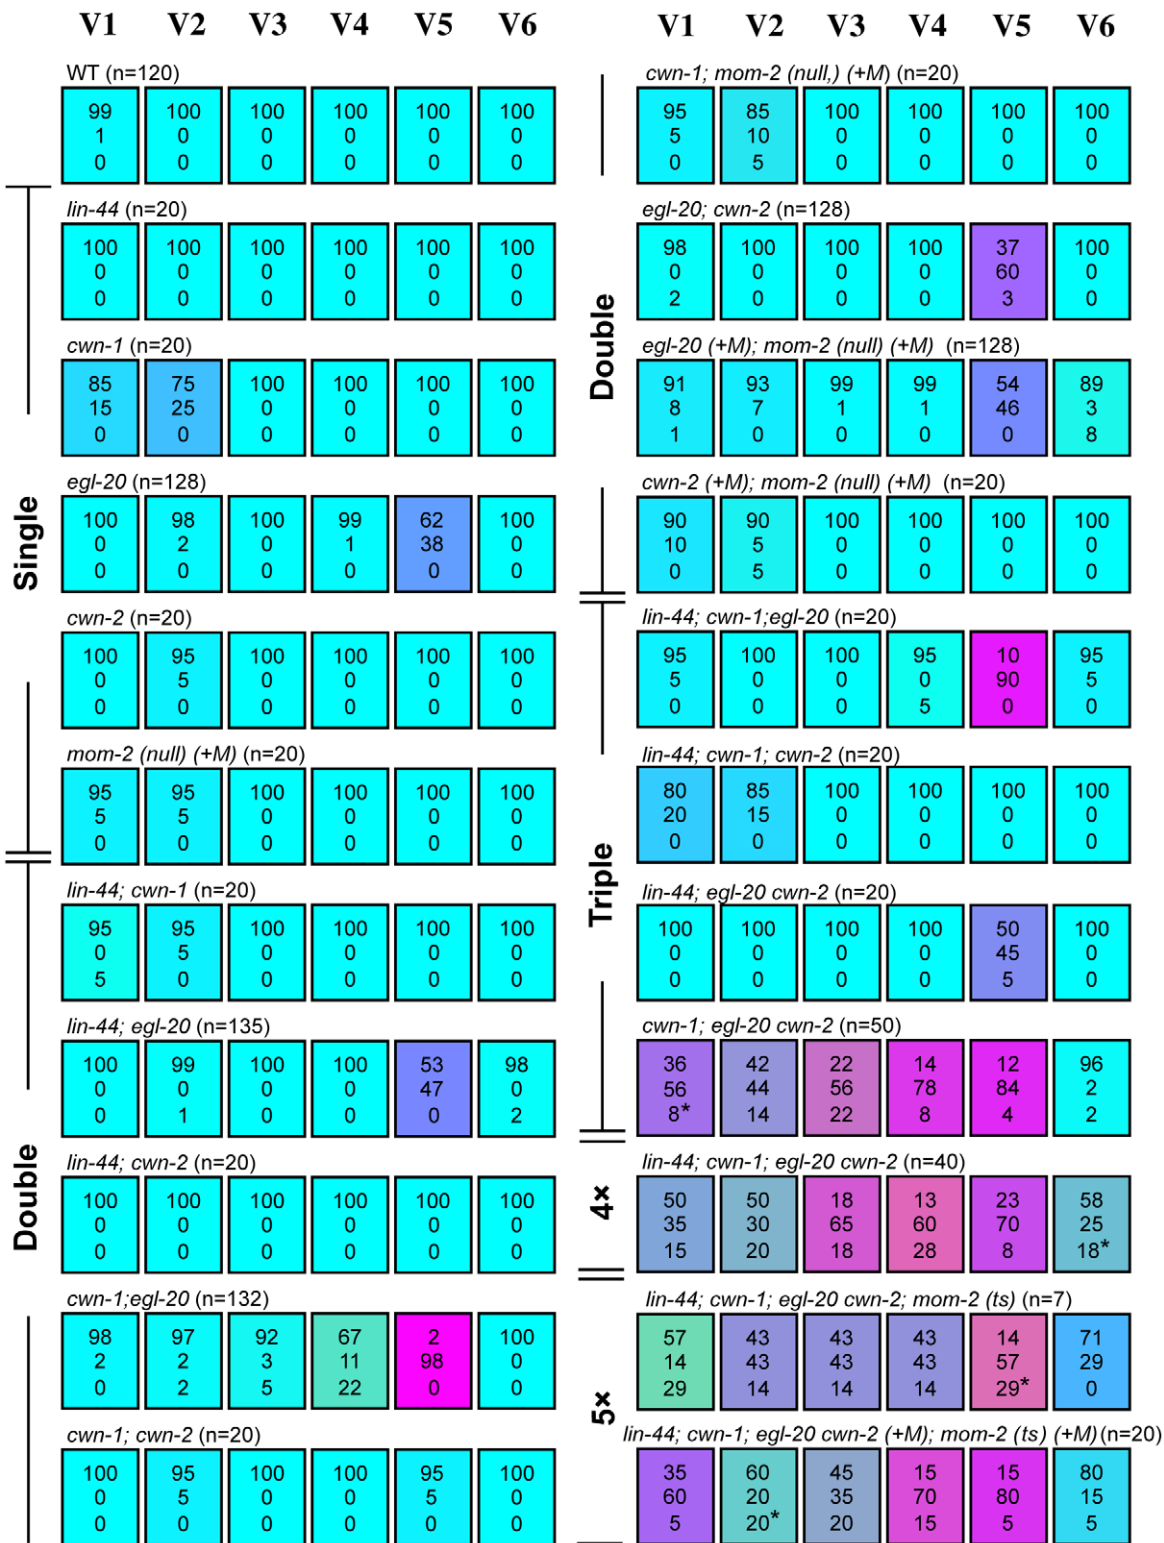 V1 V2 V3 V4 V5 V6
WT (n=120)
99 100 100 100 100 100
1 0 0 0 0 0
0 0 0 0 0 0
Single
lin-44 (n=20)
100 100 100 100 100 100
0 0 0 0 0 0
0 0 0 0 0 0
cwn-1 (n=20)
85 75 100 100 100 100
15 25 0 0 0 0
0 0 0 0 0 0
egl-20 (n=128)
100 98 100 99 62 100
0 2 0 1 38 0
0 0 0 0 0 0
cwn-2 (n=20)
100 95 100 100 100 100
0 5 0 0 0 0
0 0 0 0 0 0
mom-2 (null) (+M) (n=20)
95 95 100 100 100 100
5 5 0 0 0 0
0 0 0 0 0 0
Double
lin-44; cwn-1 (n=20)
95 95 100 100 100 100
0 5 0 0 0 0
5 0 0 0 0 0
lin-44; egl-20 (n=135)
100 99 100 100 53 98
0 0 0 0 47 0
0 1 0 0 0 2
lin-44; cwn-2 (n=20)
100 100 100 100 100 100
0 0 0 0 0 0
0 0 0 0 0 0
cwn-1;egl-20 (n=132)
98 97 92 67 2 100
2 2 3 11 98 0
0 2 5 22 0 0
cwn-1; cwn-2 (n=20)
100 95 100 100 95 100
0 5 0 0 5 0
0 0 0 0 0 0
V1 V2 V3 V4 V5 V6
cwn-1; mom-2 (null,) (+M) (n=20)
95 85 100 100 100 100
5 10 0 0 0 0
0 5 0 0 0 0
Double
egl-20; cwn-2 (n=128)
98 100 100 100 37 100
0 0 0 0 60 0
2 0 0 0 3 0
egl-20 (+M); mom-2 (null) (+M) (n=128)
91 93 99 99 54 89
8 7 1 1 46 3
1 0 0 0 0 8
cwn-2 (+M); mom-2 (null) (+M) (n=20)
90 90 100 100 100 100
10 5 0 0 0 0
0 5 0 0 0 0
Triple
lin-44; cwn-1;egl-20 (n=20)
95 100 100 95 10 95
5 0 0 0 90 5
0 0 0 5 0 0
lin-44; cwn-1; cwn-2 (n=20)
80 85 100 100 100 100
20 15 0 0 0 0
0 0 0 0 0 0
lin-44; egl-20 cwn-2 (n=20)
100 100 100 100 50 100
0 0 0 0 45 0
0 0 0 0 5 0
cwn-1; egl-20 cwn-2 (n=50)
36 42 22 14 12 96
56 44 56 78 84 2
8* 14 22 8 4 2
4×
lin-44; cwn-1; egl-20 cwn-2 (n=40)
50 50 18 13 23 58
35 30 65 60 70 25
15 20 18 28 8 18*
5×
lin-44; cwn-1; egl-20 cwn-2; mom-2 (ts) (n=7)
57 43 43 43 14 71
14 43 43 43 57 29
29 14 14 14 29* 0
lin-44; cwn-1; egl-20 cwn-2 (+M); mom-2 (ts) (+M)(n=20)
35 60 45 15 15 80
60 20 35 70 80 15
5 20* 20 15 5 5